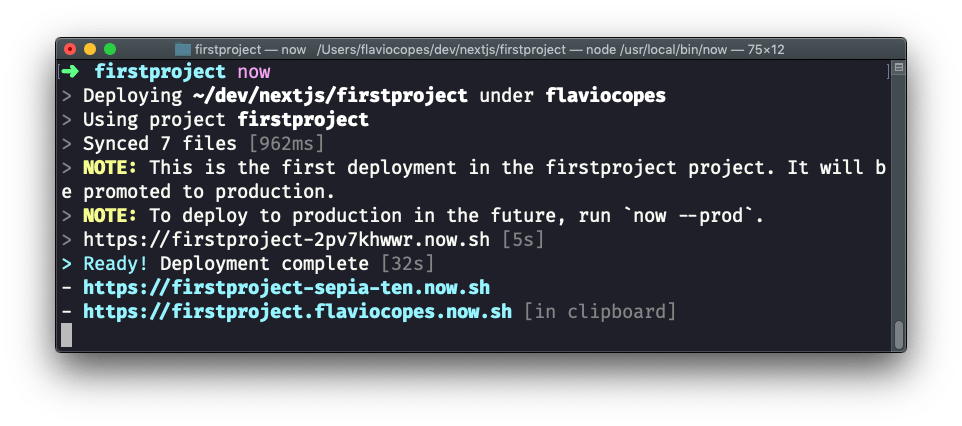 firstproject — now /Users/flaviocopes/dev/nextjs/firstproject — node /usr/local/bin/now — 75×12
➜ firstproject now
> Deploying ~/dev/nextjs/firstproject under flaviocopes
> Using project firstproject
> Synced 7 files [962ms]
> NOTE: This is the first deployment in the firstproject project. It will b
e promoted to production.
> NOTE: To deploy to production in the future, run `now --prod`.
> https://firstproject-2pv7khwwr.now.sh [5s]
> Ready! Deployment complete [32s]
- https://firstproject-sepia-ten.now.sh
- https://firstproject.flaviocopes.now.sh [in clipboard]